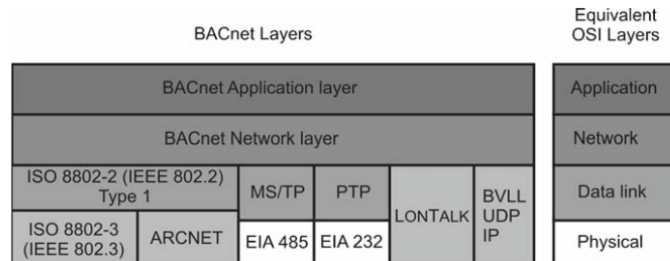 BACnet Layers
Equivalent
OSI Layers
BACnet Application layer
Application
BACnet Network layer
Network
ISO 8802-2 (IEEE 802.2)
Type 1
MS/TP
PTP
LONTALK
BVLL
UDP
IP
Data link
ISO 8802-3
(IEEE 802.3)
ARCNET
EIA 485
EIA 232
Physical